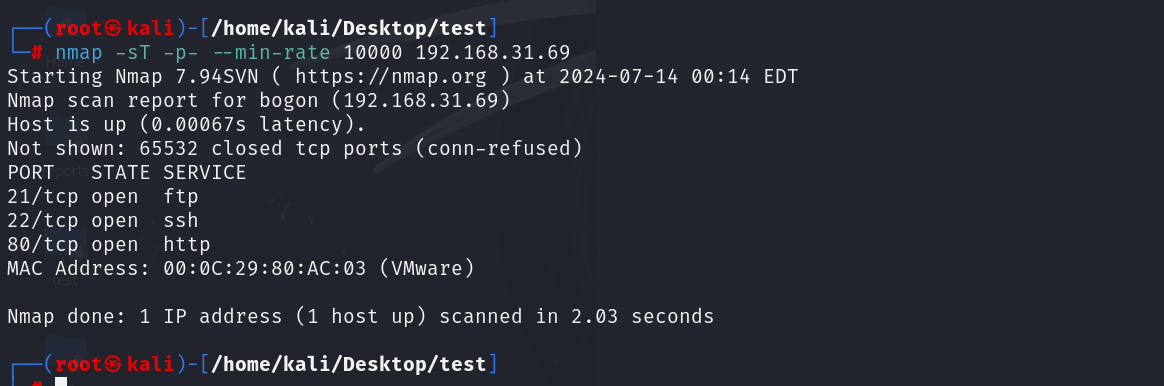 ┌──(root㉿kali)-[/home/kali/Desktop/test]
└─# nmap -sT -p- --min-rate 10000 192.168.31.69
Starting Nmap 7.94SVN ( https://nmap.org ) at 2024-07-14 00:14 EDT
Nmap scan report for bogon (192.168.31.69)
Host is up (0.00067s latency).
Not shown: 65532 closed tcp ports (conn-refused)
PORT   STATE SERVICE
21/tcp open  ftp
22/tcp open  ssh
80/tcp open  http
MAC Address: 00:0C:29:80:AC:03 (VMware)
Nmap done: 1 IP address (1 host up) scanned in 2.03 seconds
┌──(root㉿kali)-[/home/kali/Desktop/test]
#